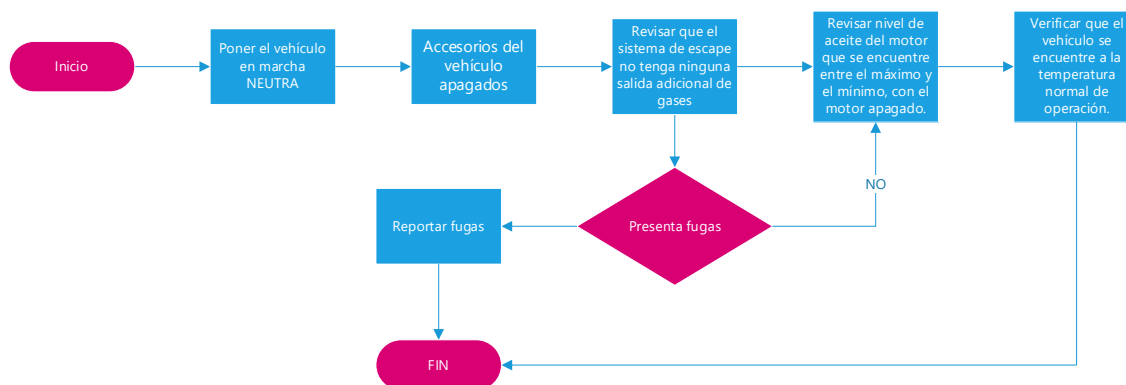 Inicio
Poner el vehículo
en marcha
NEUTRA
Accesorios del
vehículo
apagados
Revisar que el
sistema de escape
no tenga ninguna
salida adicional de
gases
Revisar nivel de
aceite del motor
que se encuentre
entre el máximo y
el mínimo, con el
motor apagado.
Verificar que el
vehículo se
encuentre a la
temperatura
normal de
operación.
NO
Reportar fugas
Presenta fugas
FIN